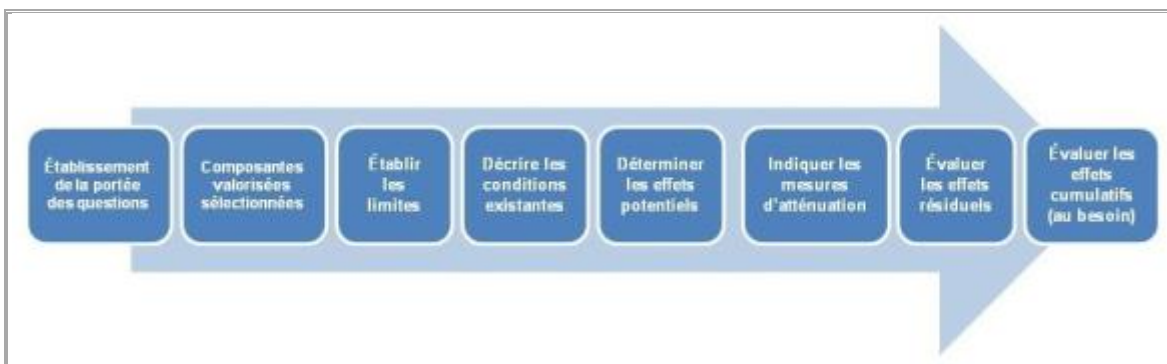 Établissement
de la portée
des questions
Composantes
valorisées
sélectionnées
Établir
les
limites
Décrire les
conditions
existantes
Déterminer
les effets
potentiels
Indiquer les
mesures
d'atténuation
Évaluer
les effets
résiduels
Évaluer les
effets
cumulatifs
(au besoin)